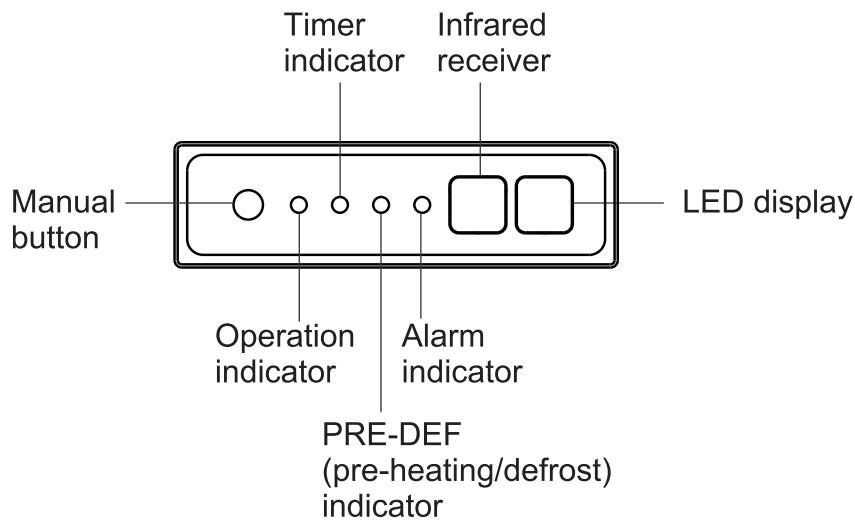 Timer
indicator
Infrared
receiver
Manual
button
LED display
Operation
indicator
Alarm
indicator
PRE-DEF
(pre-heating/defrost)
indicator